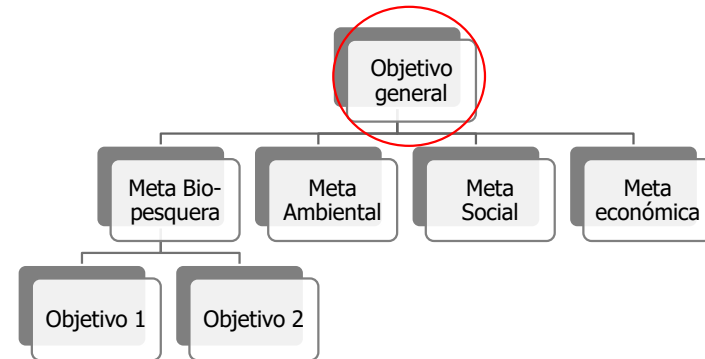 Objetivo
general
Meta Bio-
pesquera
Meta
Ambiental
Meta
Social
Meta
económica
Objetivo 1
Objetivo 2